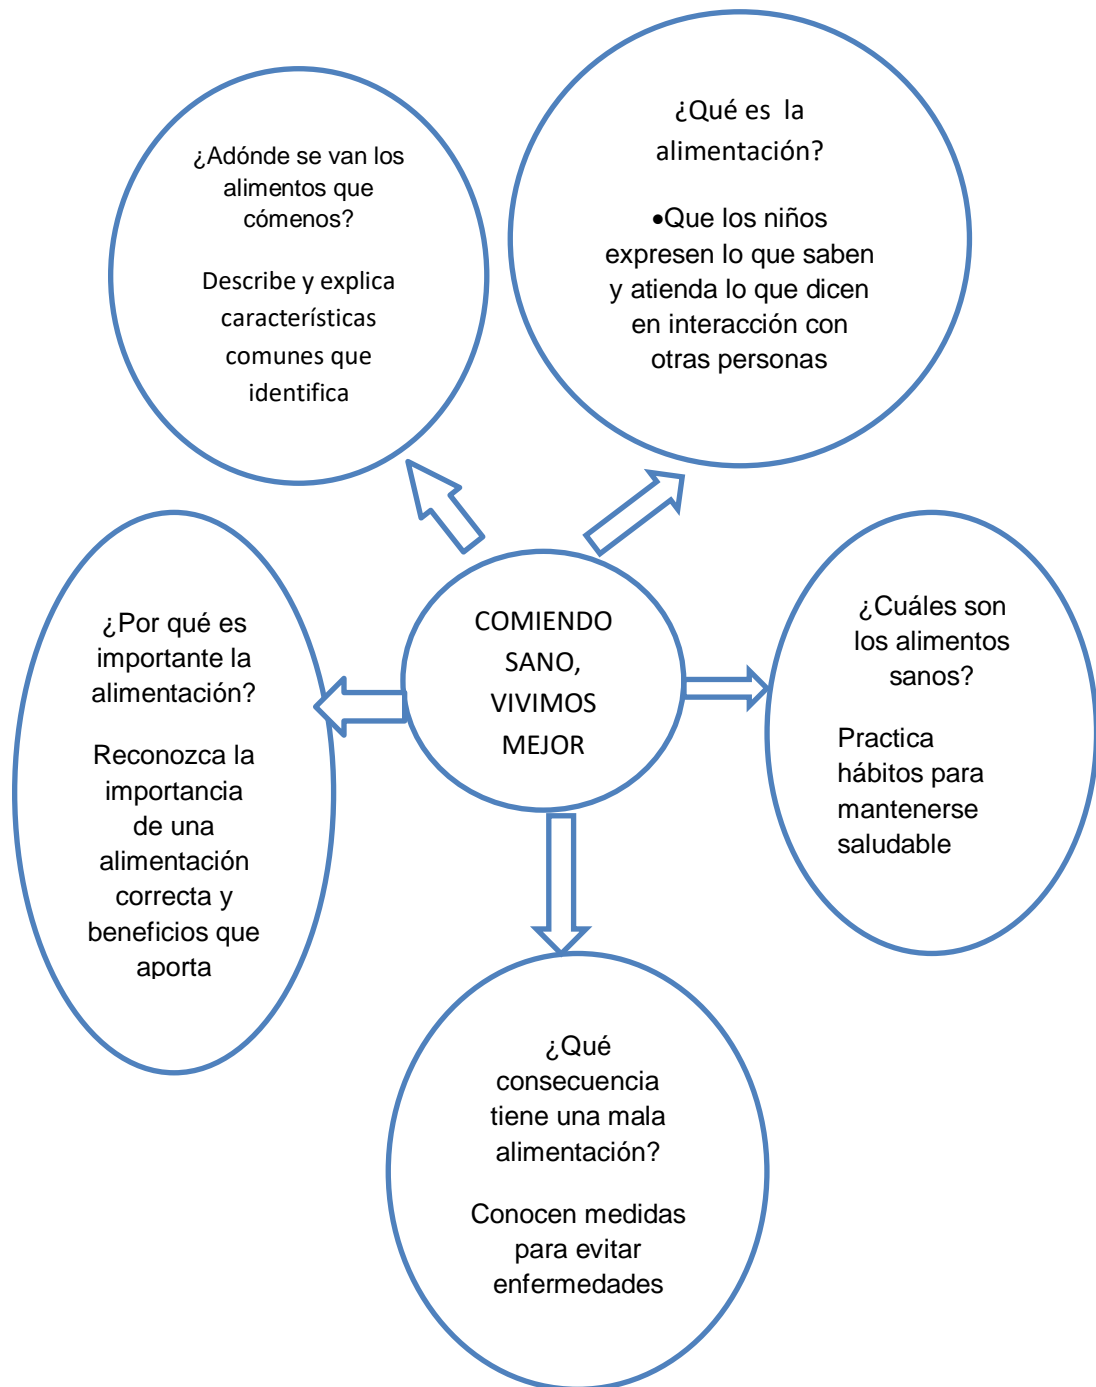 ¿Adónde se van los
alimentos que
cómenos?
Describe y explica
características
comunes que
identifica
¿Qué es la
alimentación?
•Que los niños
expresen lo que saben
y atienda lo que dicen
en interacción con
otras personas
COMIENDO
SANO,
VIVIMOS
MEJOR
¿Por qué es
importante la
alimentación?
Reconozca la
importancia
de una
alimentación
correcta y
beneficios que
aporta
¿Cuáles son
los alimentos
sanos?
Practica
hábitos para
mantenerse
saludable
¿Qué
consecuencia
tiene una mala
alimentación?
Conocen medidas
para evitar
enfermedades